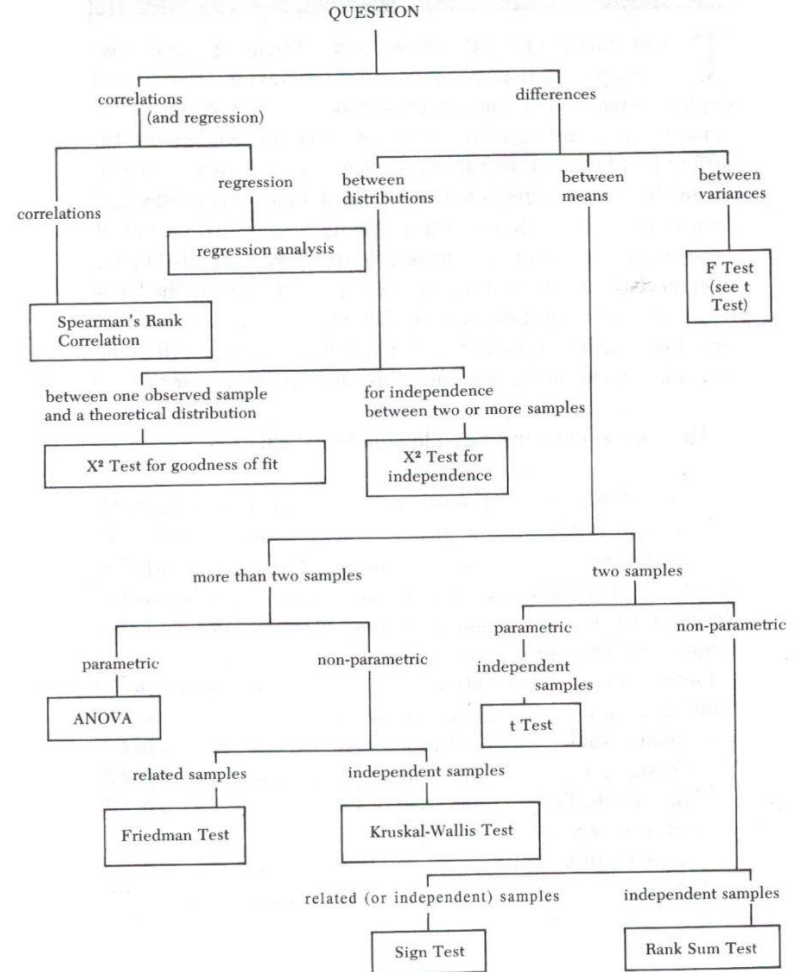 QUESTION
correlations
(and regression)
differences
correlations
regression
regression analysis
Spearman's Rank
Correlation
between
distributions
between
means
between
variances
F Test
(see t
Test)
between one observed sample
and a theoretical distribution
X² Test for goodness of fit
for independence
between two or more samples
X² Test for
independence
more than two samples
two samples
parametric
ANOVA
non-parametric
related samples
Friedman Test
independent samples
Kruskal-Wallis Test
parametric
independent
samples
t Test
non-parametric
related (or independent) samples
Sign Test
independent samples
Rank Sum Test